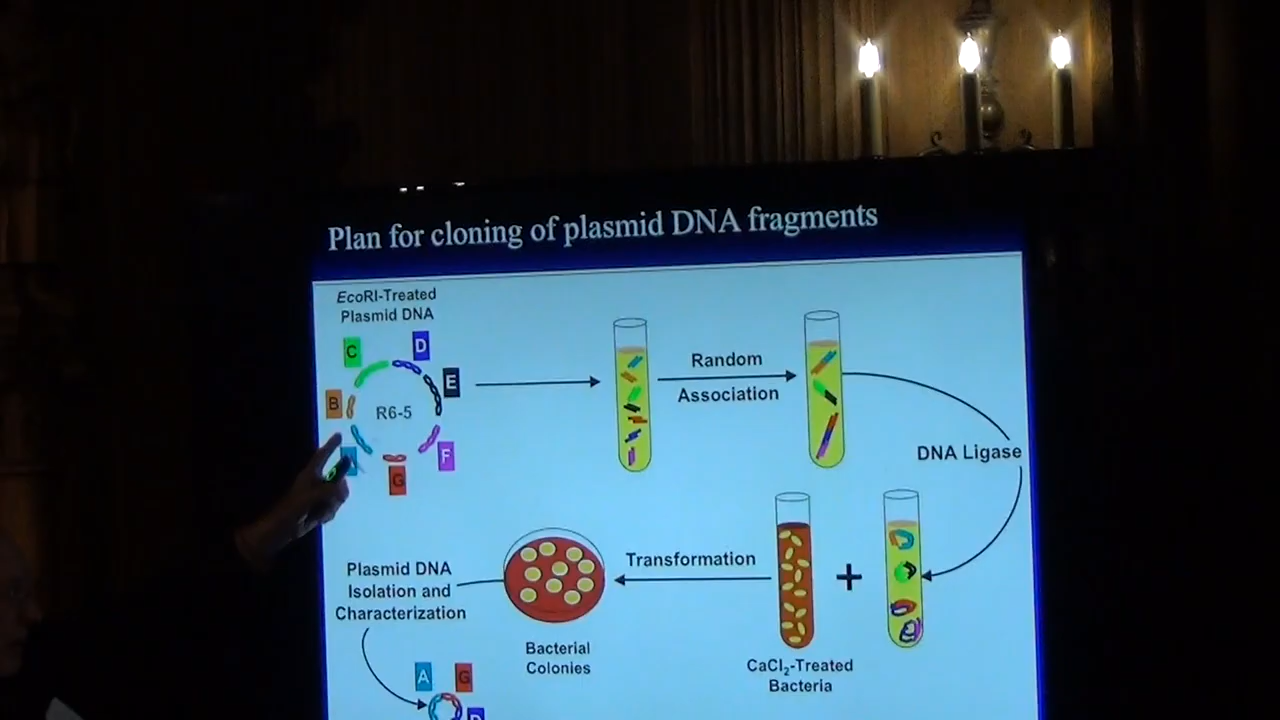 Plan for cloning of plasmid DNA fragments
EcoRI-Treated
Plasmid DNA
C
D
E
B
R6-5
A
F
G
Random
Association
DNA Ligase
Plasmid DNA
Isolation and
Characterization
Transformation
+
Bacterial
Colonies
CaCl₂-Treated
Bacteria
A
G
D